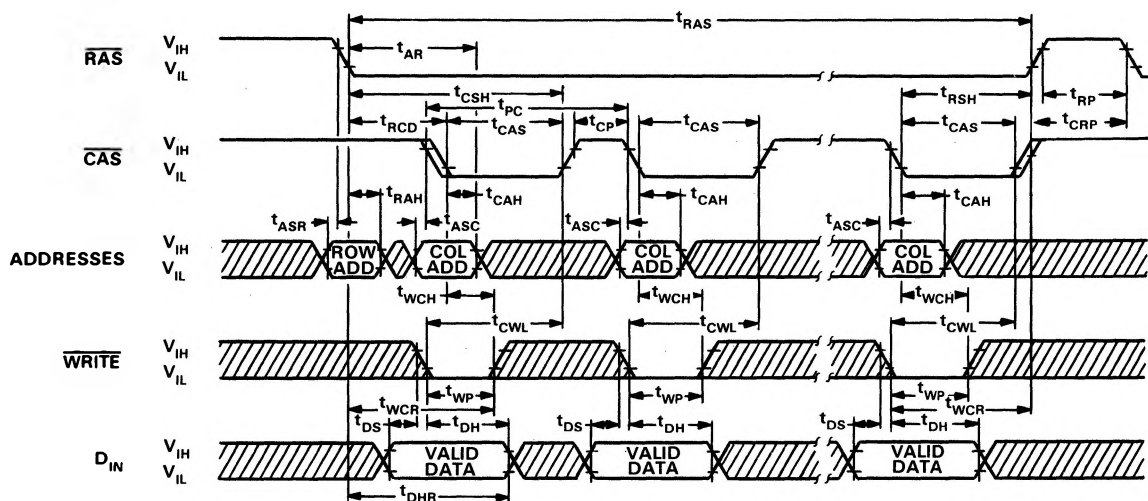 tRAS
RAS VIH
VIL
tAR
tCSH
tPC
tRSH
tRP
tRCD
tCAS
tCP
tCAS
tCAS
tCRP
CAS VIH
VIL
tRAH
tCAH
tCAH
tCAH
tASR
tASC
tASC
tASC
ADDRESSES VIH
VIL
ROW ADD
COL ADD
COL ADD
COL ADD
tWCH
tWCH
tWCH
tCWL
tCWL
tCWL
WRITE VIH
VIL
tWP
tWP
tWP
tWCR
tWCR
tDS
tDH
tDS
tDH
tDS
tDH
DIN VIH
VIL
VALID DATA
VALID DATA
VALID DATA
tDHR